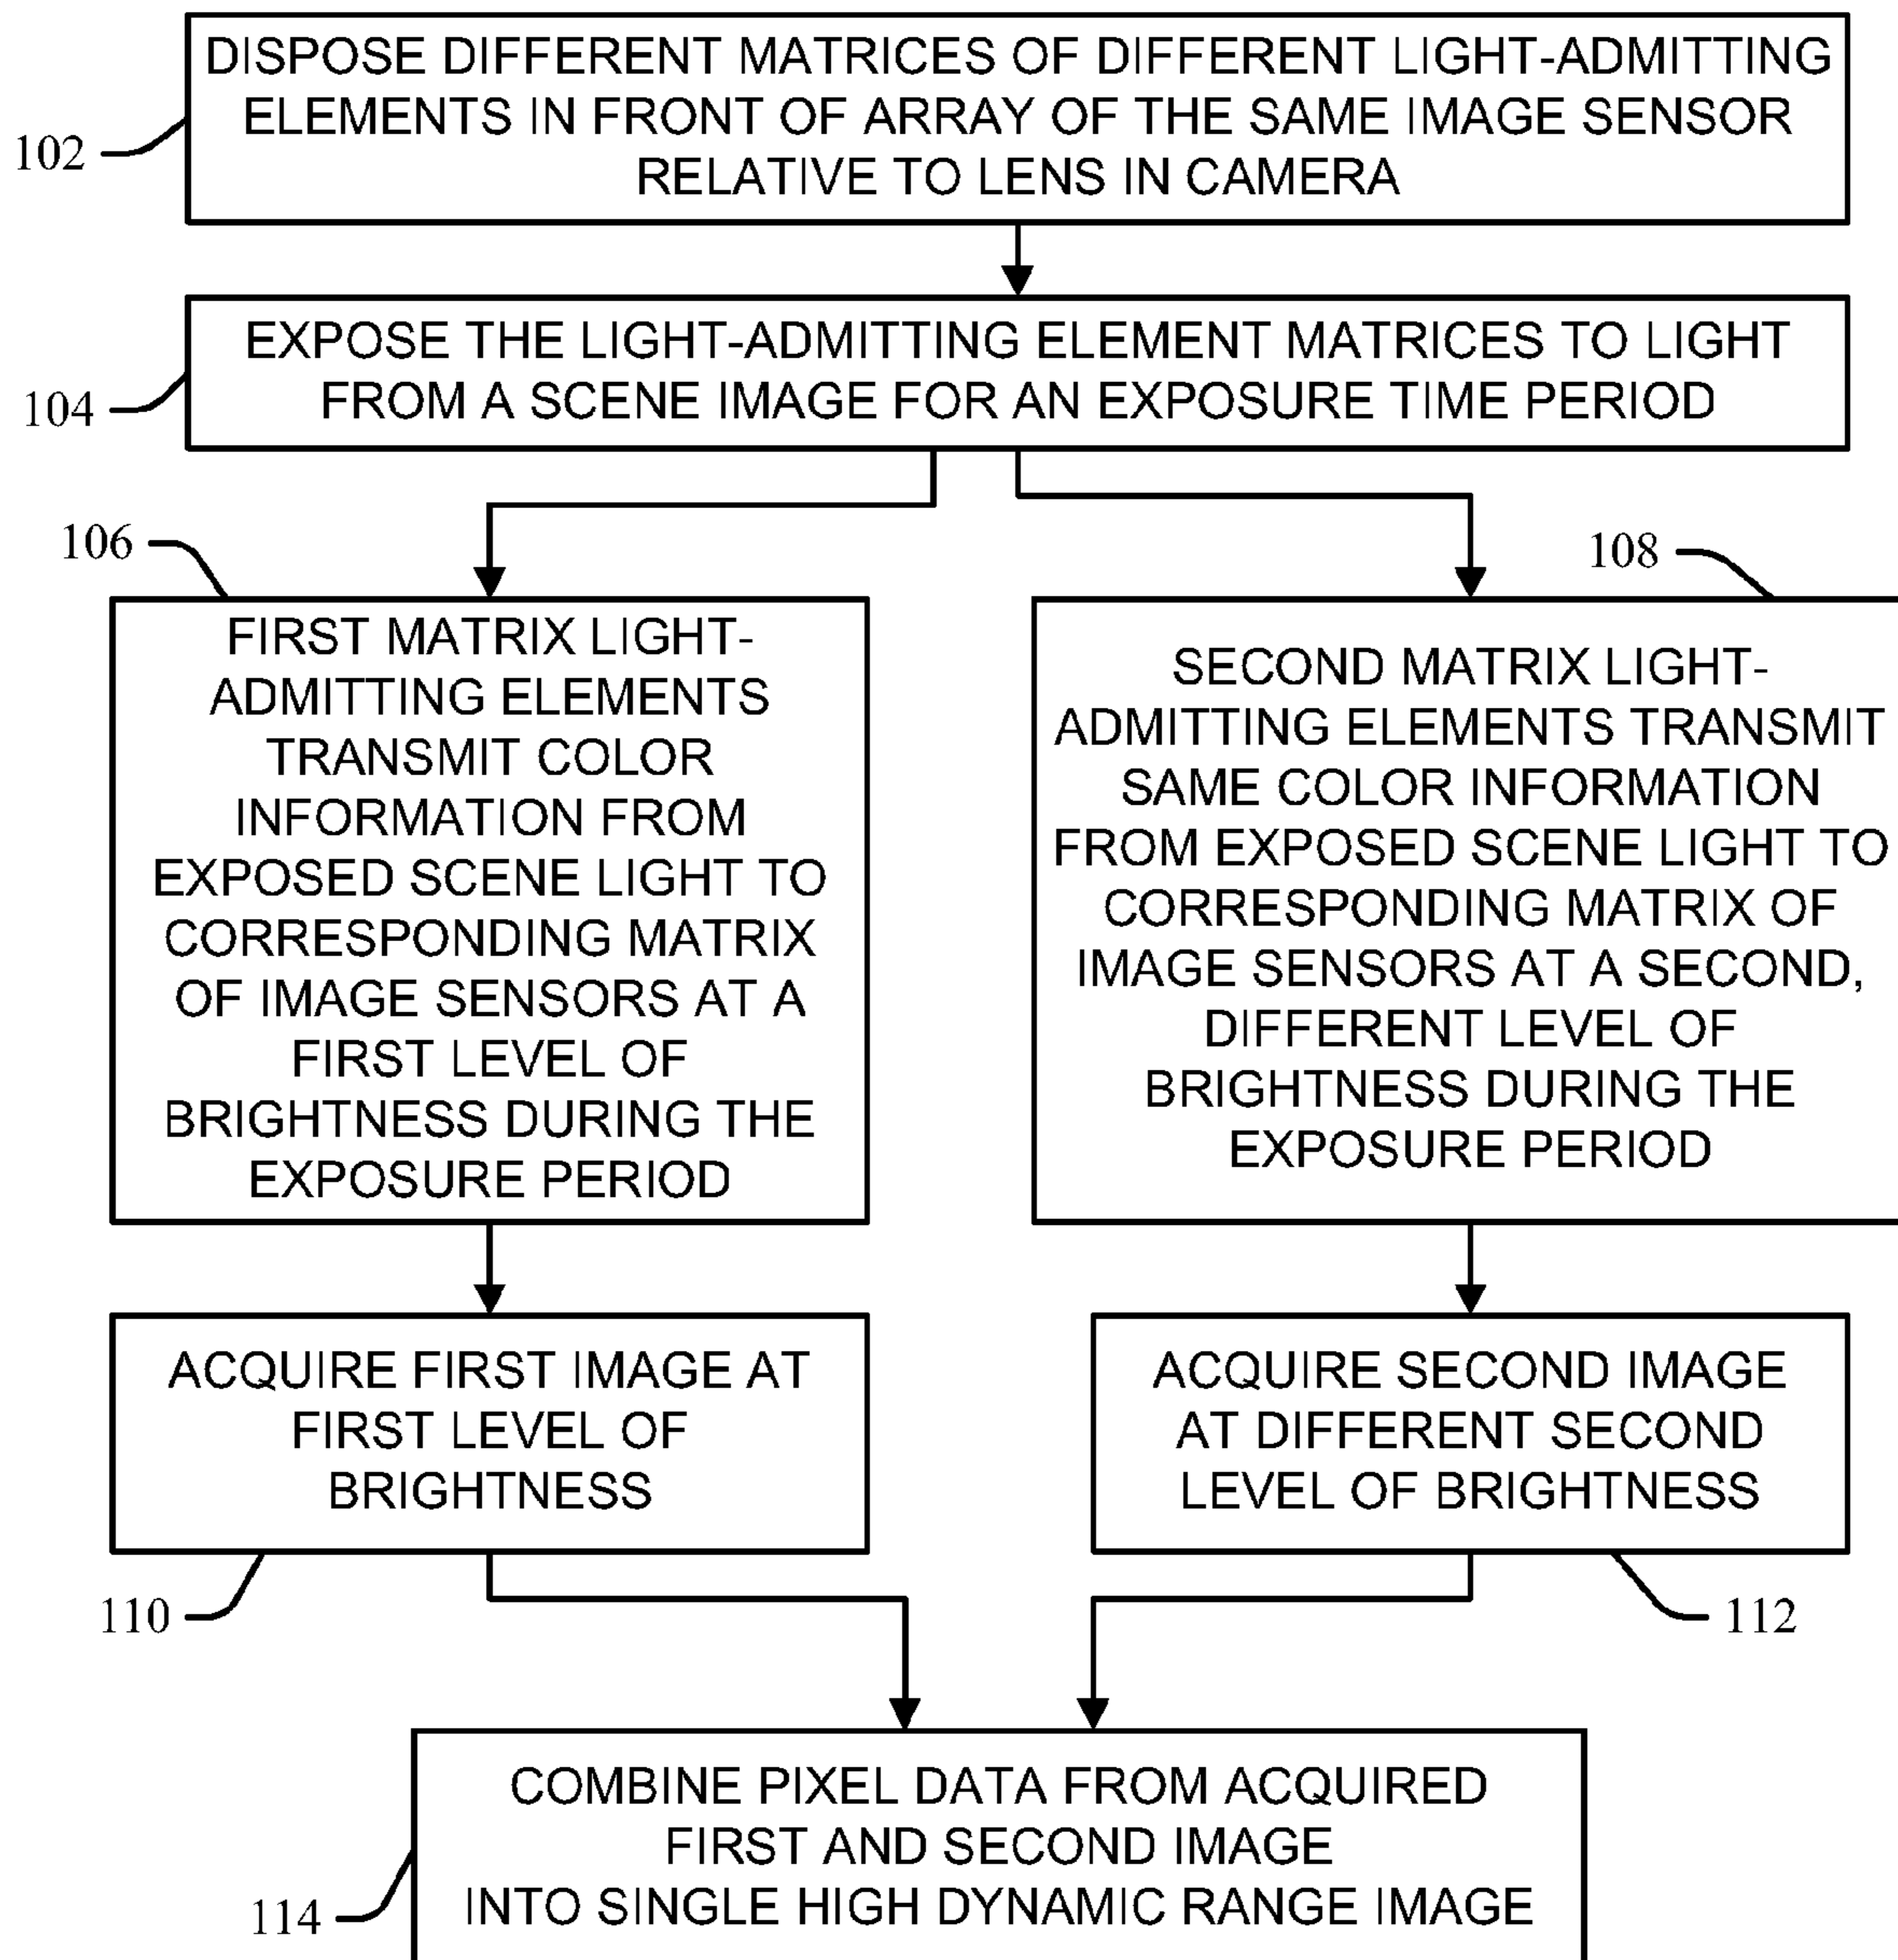 DISPOSE DIFFERENT MATRICES OF DIFFERENT LIGHT-ADMITTING
ELEMENTS IN FRONT OF ARRAY OF THE SAME IMAGE SENSOR
RELATIVE TO LENS IN CAMERA
102
EXPOSE THE LIGHT-ADMITTING ELEMENT MATRICES TO LIGHT
FROM A SCENE IMAGE FOR AN EXPOSURE TIME PERIOD
104
106
FIRST MATRIX LIGHT-
ADMITTING ELEMENTS
TRANSMIT COLOR
INFORMATION FROM
EXPOSED SCENE LIGHT TO
CORRESPONDING MATRIX
OF IMAGE SENSORS AT A
FIRST LEVEL OF
BRIGHTNESS DURING THE
EXPOSURE PERIOD
108
SECOND MATRIX LIGHT-
ADMITTING ELEMENTS TRANSMIT
SAME COLOR INFORMATION
FROM EXPOSED SCENE LIGHT TO
CORRESPONDING MATRIX OF
IMAGE SENSORS AT A SECOND,
DIFFERENT LEVEL OF
BRIGHTNESS DURING THE
EXPOSURE PERIOD
ACQUIRE FIRST IMAGE AT
FIRST LEVEL OF
BRIGHTNESS
110
ACQUIRE SECOND IMAGE
AT DIFFERENT SECOND
LEVEL OF BRIGHTNESS
112
COMBINE PIXEL DATA FROM ACQUIRED
FIRST AND SECOND IMAGE
INTO SINGLE HIGH DYNAMIC RANGE IMAGE
114